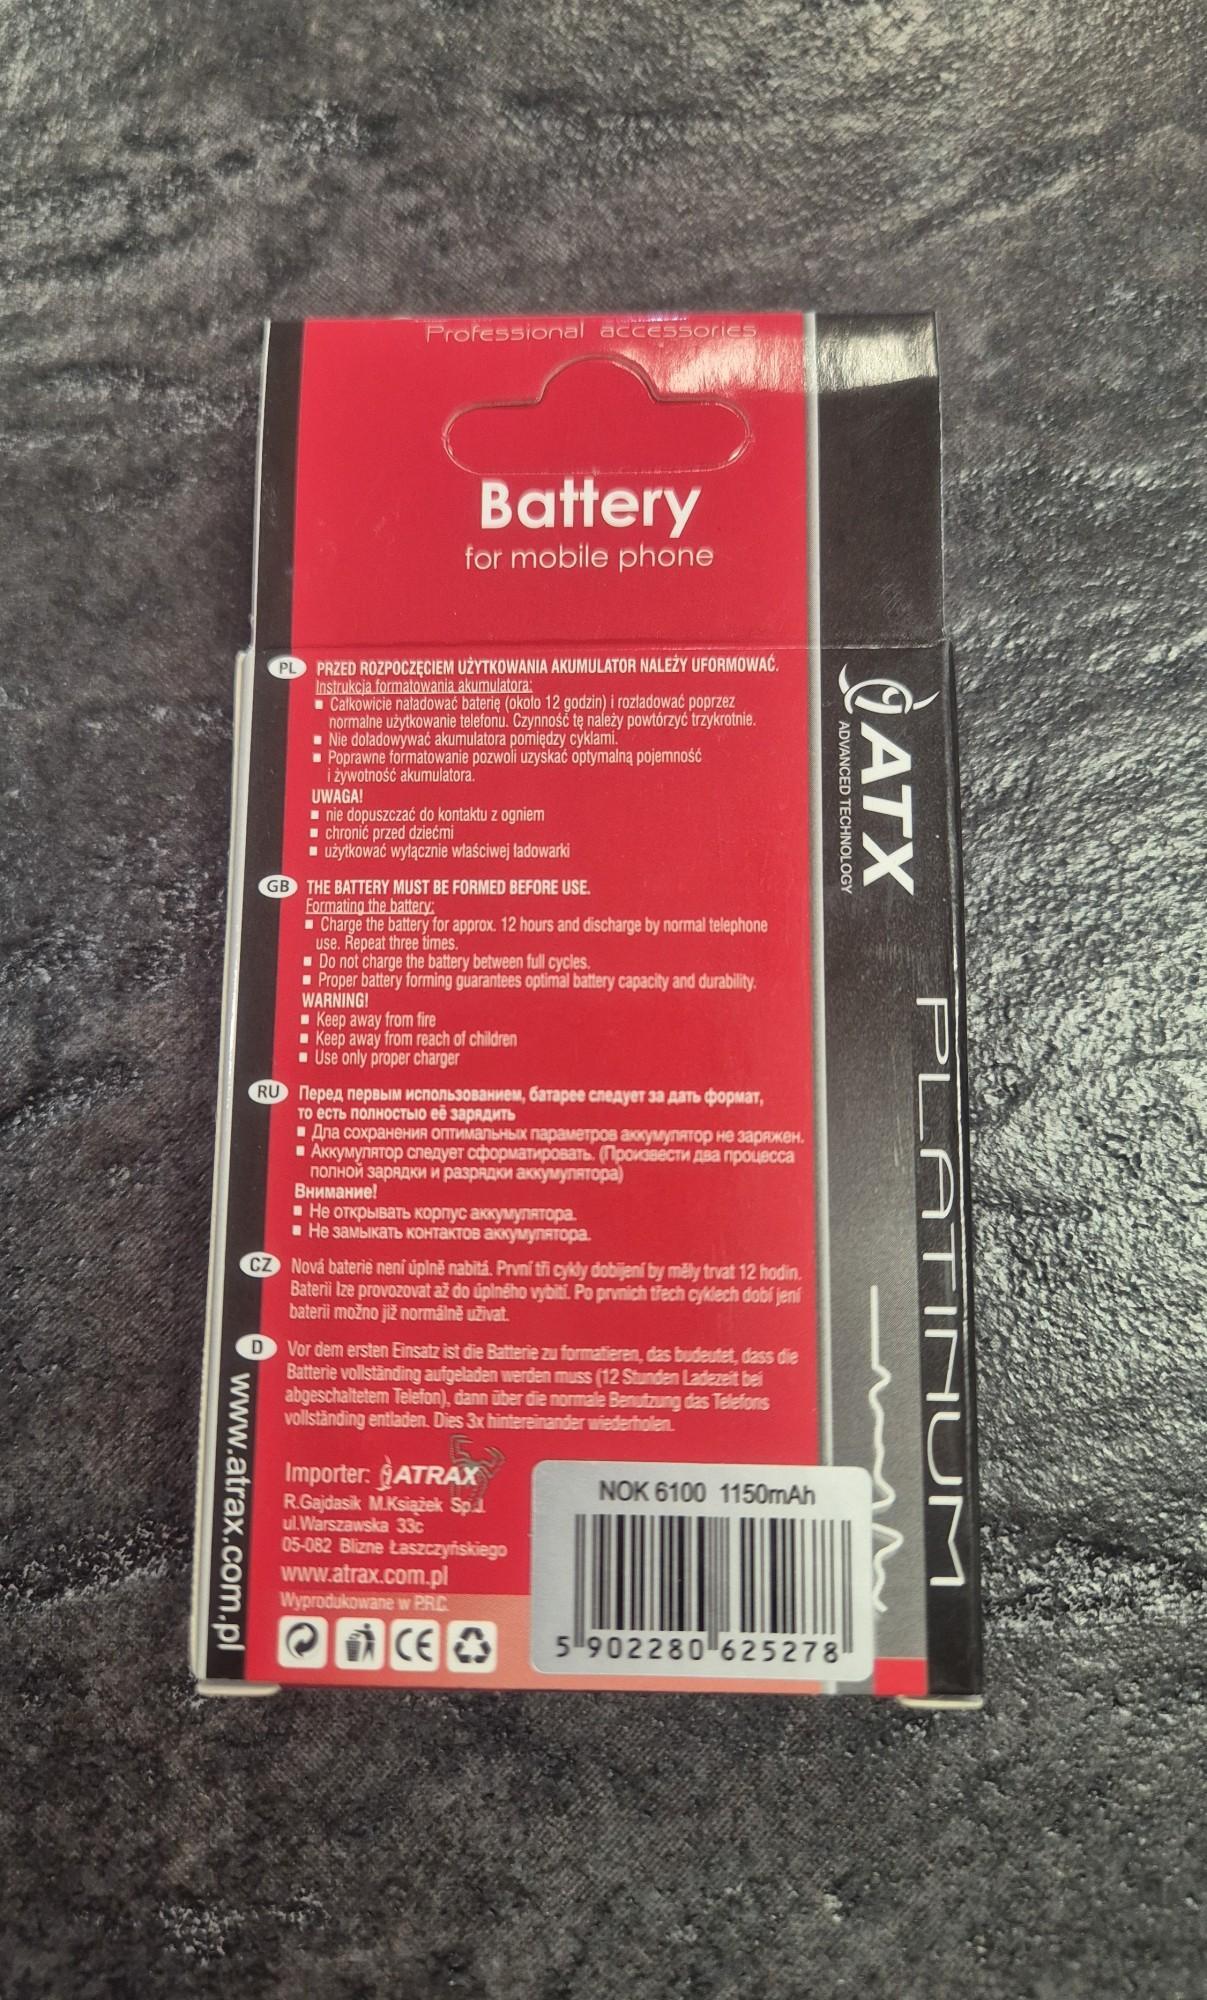 Professional accessories
Battery
for mobile phone
PL PRZED ROZPOCZĘCIEM UŻYTKOWANIA AKUMULATOR NALEŻY UFORMOWAĆ.
Instrukcja formatowania akumulatora:
■ Całkowicie naładować baterię (około 12 godzin) i rozładować poprzez
normalne użytkowanie telefonu. Czynność tę należy powtórzyć trzykrotnie.
■ Nie doładowywać akumulatora pomiędzy cyklami.
■ Poprawne formatowanie pozwoli uzyskać optymalną pojemność
i żywotność akumulatora.
UWAGA!
■ nie dopuszczać do kontaktu z ogniem
■ chronić przed dziećmi
■ użytkować wyłącznie właściwej ładowarki
GB THE BATTERY MUST BE FORMED BEFORE USE.
Formating the battery:
■ Charge the battery for approx. 12 hours and discharge by normal telephone
use. Repeat three times.
■ Do not charge the battery between full cycles.
■ Proper battery forming guarantees optimal battery capacity and durability.
WARNING!
■ Keep away from fire
■ Keep away from reach of children
■ Use only proper charger
RU Перед первым использованием, батарее следует за дать формат,
то есть полностью её зарядить
■ Для сохранения оптимальных параметров аккумулятор не заряжен.
■ Аккумулятор следует сформатировать. (Произвести два процесса
полной зарядки и разрядки аккумулятора)
Внимание!
■ Не открывать корпус аккумулятора.
■ Не замыкать контактов аккумулятора.
CZ Nová baterie není úplně nabitá. První tři cykly dobíjení by měly trvat 12 hodin.
Baterii lze provozovat až do úplného vybití. Po prvních třech cyklech dobí jení
baterii možno již normálně uživat.
D Vor dem ersten Einsatz ist die Batterie zu formatieren, das budeutet, dass die
Batterie vollständing aufgeladen werden muss (12 Stunden Ladezeit bei
abgeschaltetem Telefon), dann über die normale Benutzung das Telefons
vollständing entladen. Dies 3x hintereinander wiederholen.
Importer: ATRAX
R.Gajdasik M.Książek Sp.J.
ul.Warszawska 33c
05-082 Blizne Łaszczyńskiego
www.atrax.com.pl
Wyprodukowane w P.R.C.
CE
NOK 6100 1150mAh
5 902280 625278
www.atrax.com.pl
ATX
ADVANCED TECHNOLOGY
PLATINUM